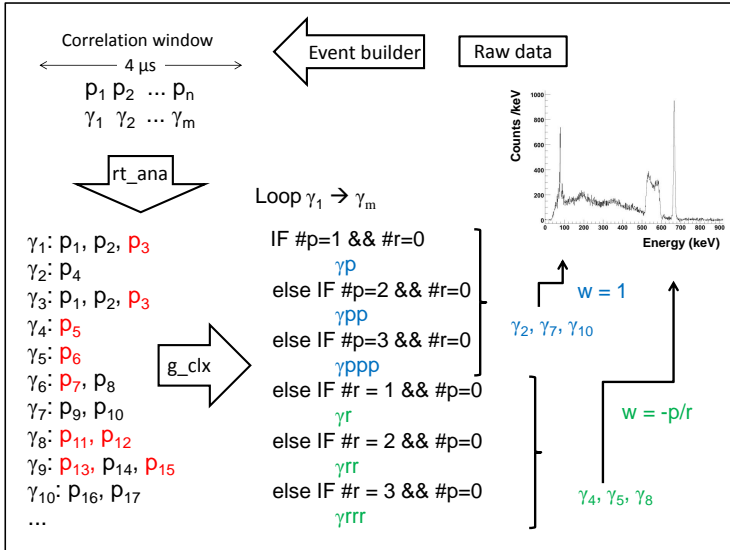 Correlation window
4 μs
p₁ p₂ ... pₙ
γ₁ γ₂ ... γₘ
Event builder
Raw data
rt_ana
Counts /keV
1000
800
600
400
200
0
0 100 200 300 400 500 600 700 800 900
Energy (keV)
γ₁: p₁, p₂, p₃
γ₂: p₄
γ₃: p₁, p₂, p₃
γ₄: p₅
γ₅: p₆
γ₆: p₇, p₈
γ₇: p₉, p₁₀
γ₈: p₁₁, p₁₂
γ₉: p₁₃, p₁₄, p₁₅
γ₁₀: p₁₆, p₁₇
...
g_clx
Loop γ₁ → γₘ
IF #p=1 && #r=0
γp
else IF #p=2 && #r=0
γpp
else IF #p=3 && #r=0
γppp
else IF #r = 1 && #p=0
γr
else IF #r = 2 && #p=0
γrr
else IF #r = 3 && #p=0
γrrr
w = 1
γ₂, γ₇, γ₁₀
w = -p/r
γ₄, γ₅, γ₈